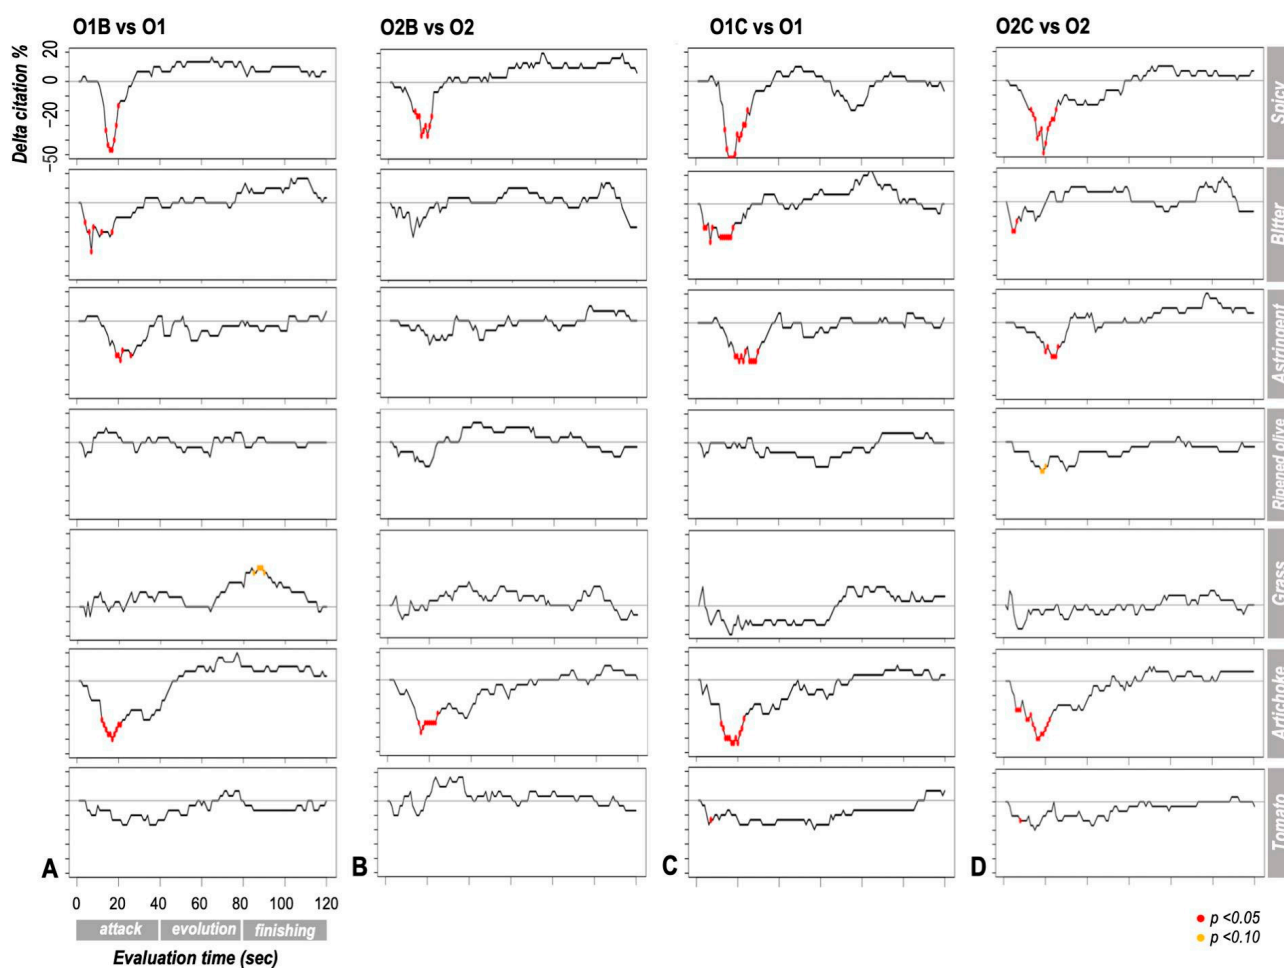 O1B vs O1
O2B vs O2
O1C vs O1
O2C vs O2
Delta citation %
20
0
−20
−50
Spicy
Bitter
Astringent
Ripened olive
Grass
Artichoke
Tomato
A
B
C
D
0 20 40 60 80 100 120
attack evolution finishing
Evaluation time (sec)
p <0.05
p <0.10